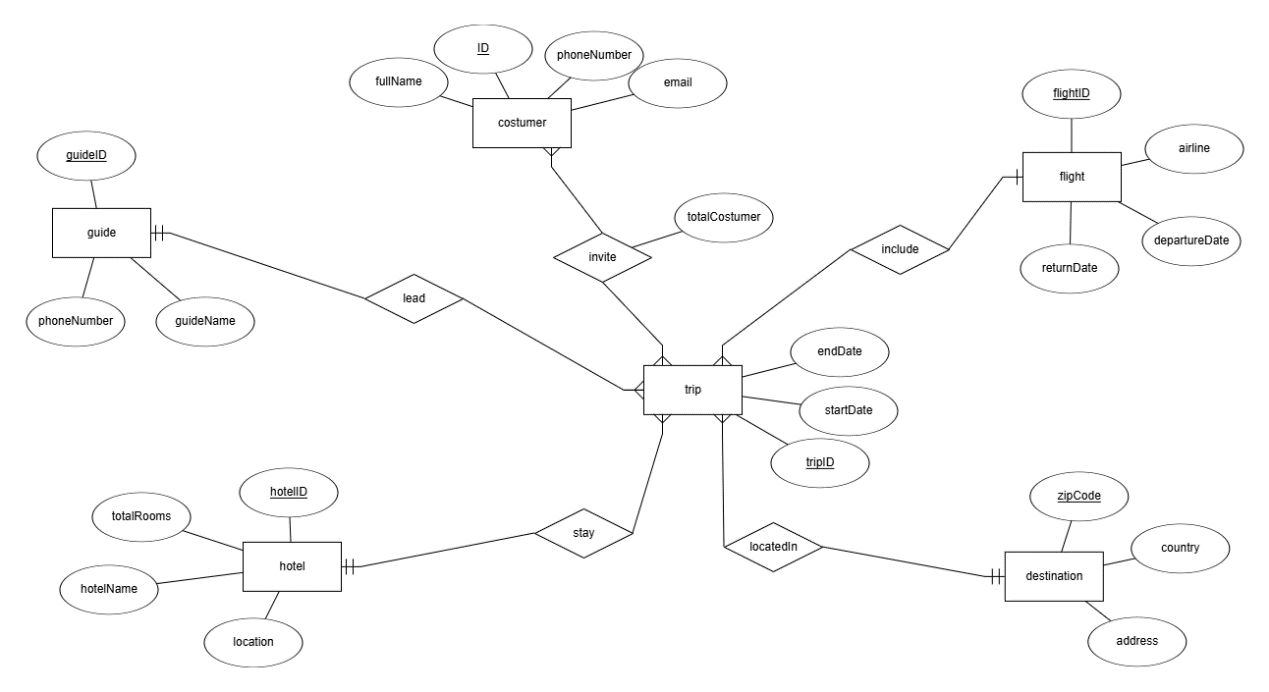 ID
phoneNumber
fullName
email
costumer
flightID
airline
flight
departureDate
returnDate
guideID
guide
phoneNumber
guideName
totalCostumer
invite
include
lead
endDate
trip
startDate
tripID
hotelID
totalRooms
hotel
hotelName
location
stay
locatedIn
zipCode
country
destination
address